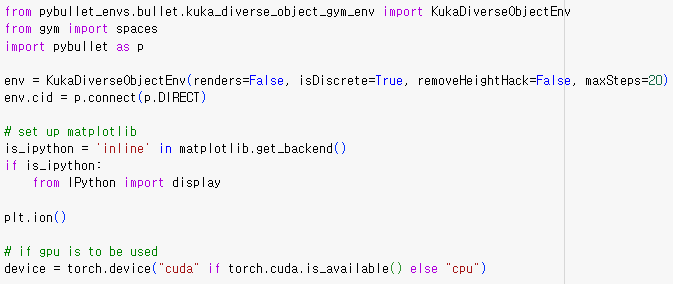 from pybullet_envs.bullet.kuka_diverse_object_gym_env import KukaDiverseObjectEnv
from gym import spaces
import pybullet as p

env = KukaDiverseObjectEnv(renders=False, isDiscrete=True, removeHeightHack=False, maxSteps=20)
env.cid = p.connect(p.DIRECT)

# set up matplotlib
is_ipython = 'inline' in matplotlib.get_backend()
if is_ipython:
    from IPython import display

plt.ion()

# if gpu is to be used
device = torch.device("cuda" if torch.cuda.is_available() else "cpu")